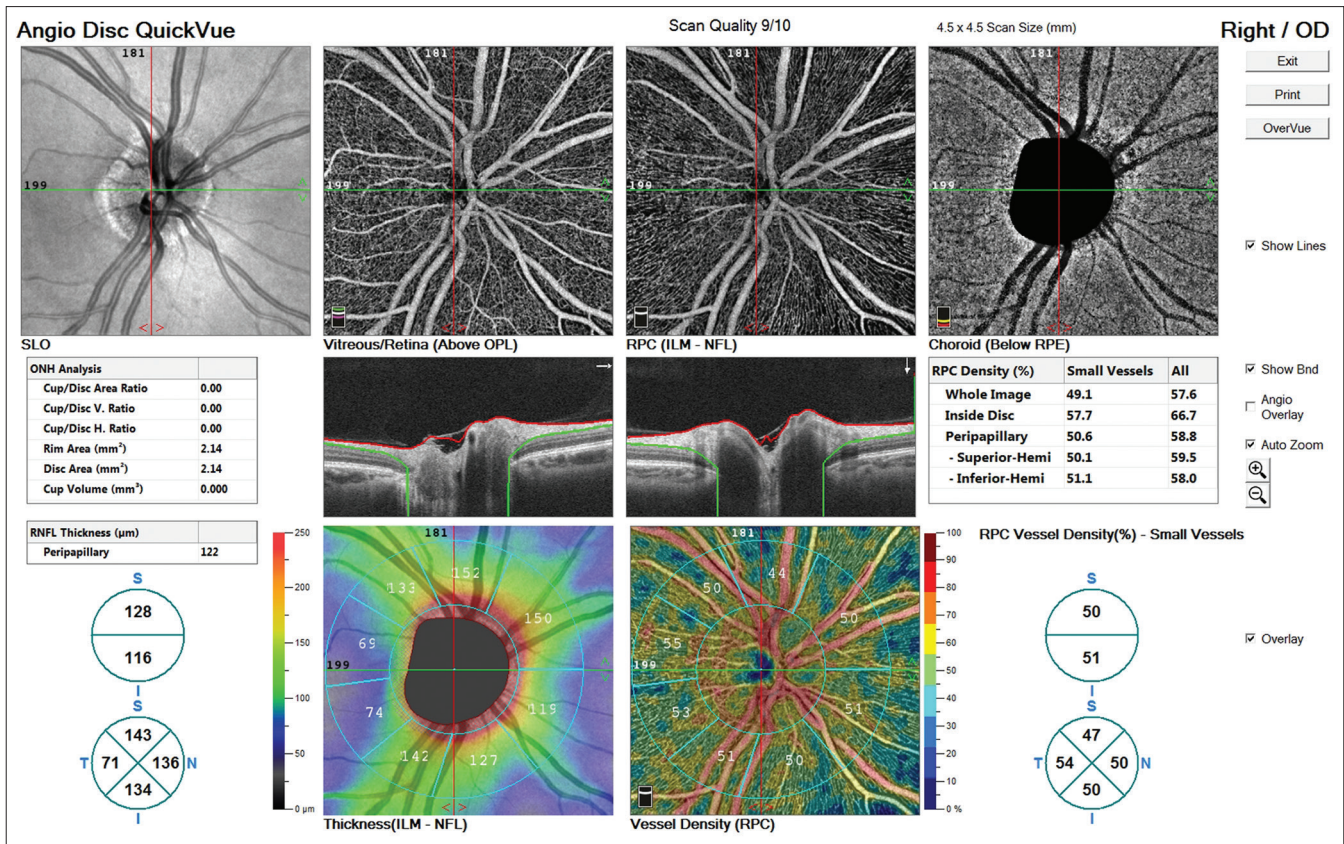 Angio Disc QuickVue
Scan Quality 9/10
4.5 x 4.5 Scan Size (mm)
Right / OD
Exit
Print
OverVue
181
199
< >
181
199
< >
181
199
< >
181
199
< >
SLO
Vitreous/Retina (Above OPL)
RPC (ILM - NFL)
Choroid (Below RPE)
Show Lines
ONH Analysis
Cup/Disc Area Ratio 0.00
Cup/Disc V. Ratio 0.00
Cup/Disc H. Ratio 0.00
Rim Area (mm²) 2.14
Disc Area (mm²) 2.14
Cup Volume (mm³) 0.000
RPC Density (%) Small Vessels All
Whole Image 49.1 57.6
Inside Disc 57.7 66.7
Peripapillary 50.6 58.8
- Superior-Hemi 50.1 59.5
- Inferior-Hemi 51.1 58.0
Show Bnd
Angio
Overlay
Auto Zoom
RNFL Thickness (µm)
Peripapillary 122
S
128
116
I
S
143
T 71 136 N
134
I
250
200
150
100
50
0 µm
181
152
133
150
69
199
74
119
142
127
< >
Thickness(ILM - NFL)
181
44
50
50
55
199
53
51
51
50
< >
Vessel Density (RPC)
100
90
80
70
60
50
40
30
20
10
0 %
RPC Vessel Density(%) - Small Vessels
S
50
51
I
S
47
T 54 50 N
50
I
Overlay